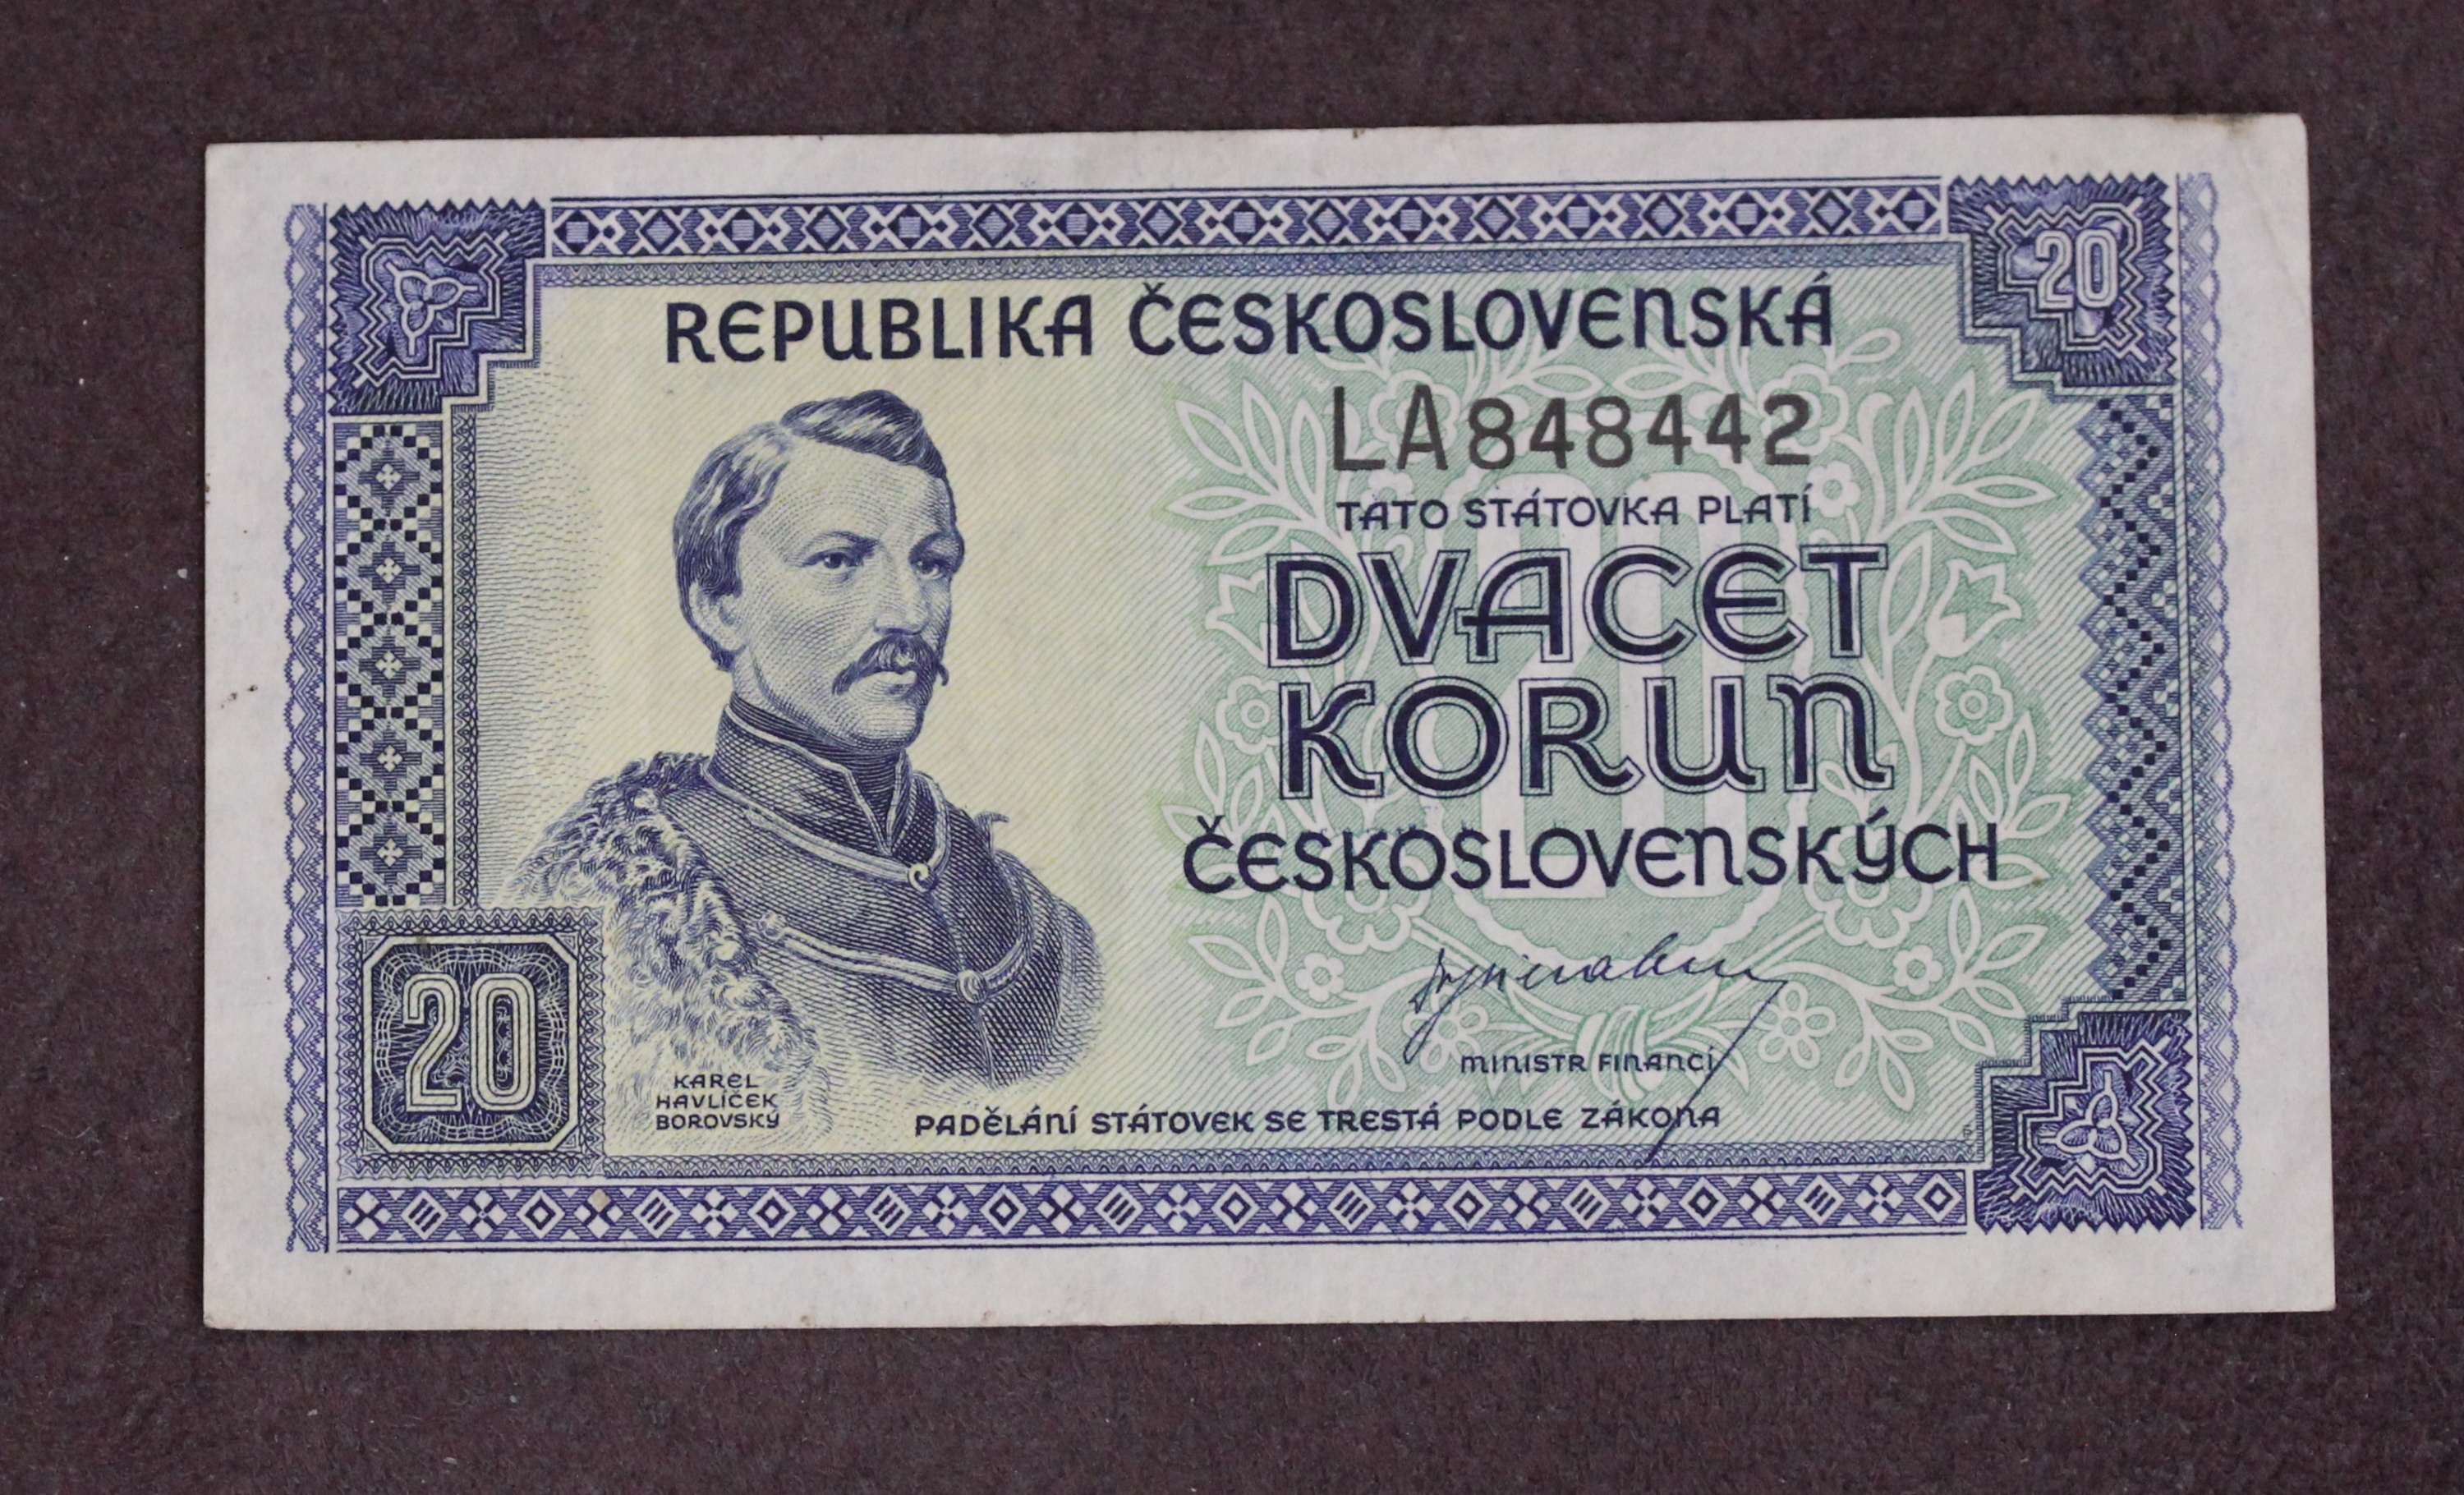 20
REPUBLIKA ČESKOSLOVENSKÁ
LA848442
TATO STÁTOVKA PLATÍ
DVACET
KORUN
ČESKOSLOVENSKÝCH
MINISTR FINANCÍ
20
KAREL
HAVLÍČEK
BOROVSKÝ
PADĚLÁNÍ STÁTOVEK SE TRESTÁ PODLE ZÁKONA